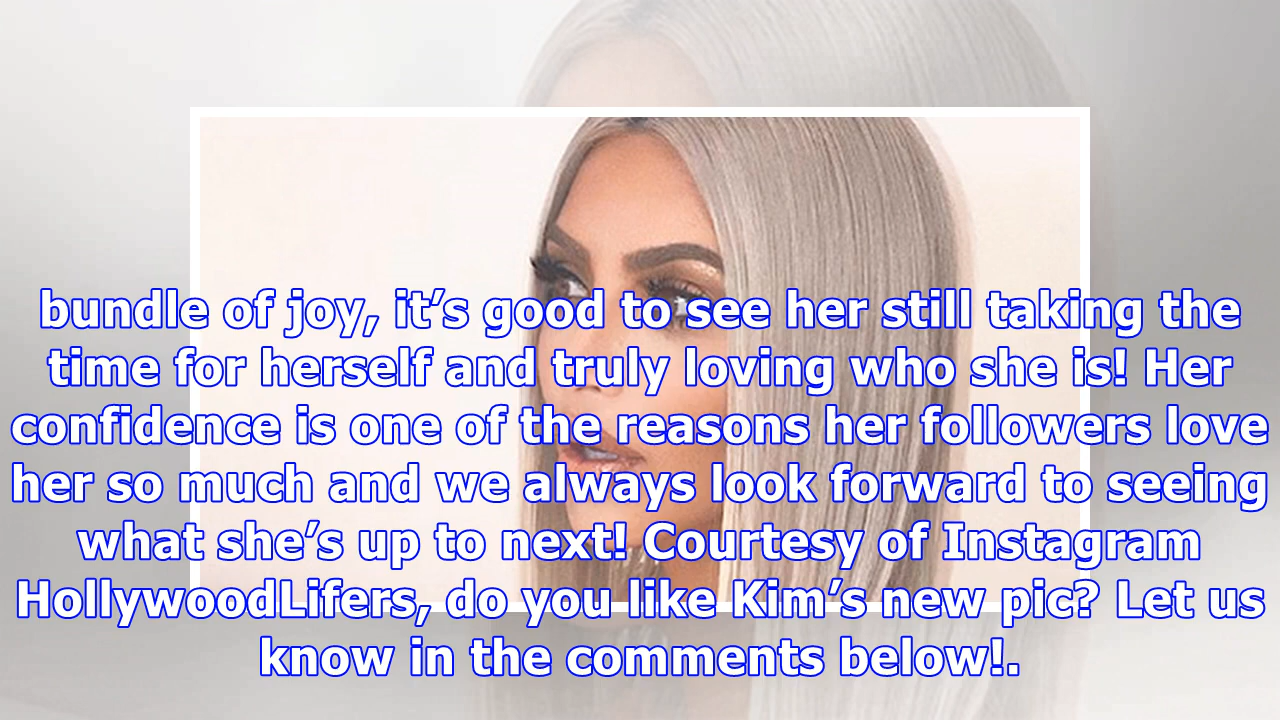 bundle of joy, it’s good to see her still taking the
time for herself and truly loving who she is! Her
confidence is one of the reasons her followers love
her so much and we always look forward to seeing
what she’s up to next! Courtesy of Instagram
HollywoodLifers, do you like Kim’s new pic? Let us
know in the comments below!.